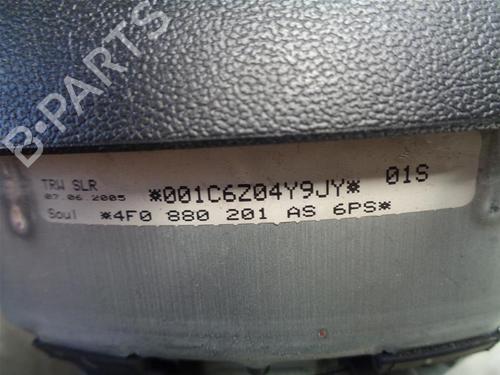 B-PARTS
TRW SLR
07.06.2005 *001C6Z04Y9JY* 01S
Soul *4F0 880 201 AS 6PS*